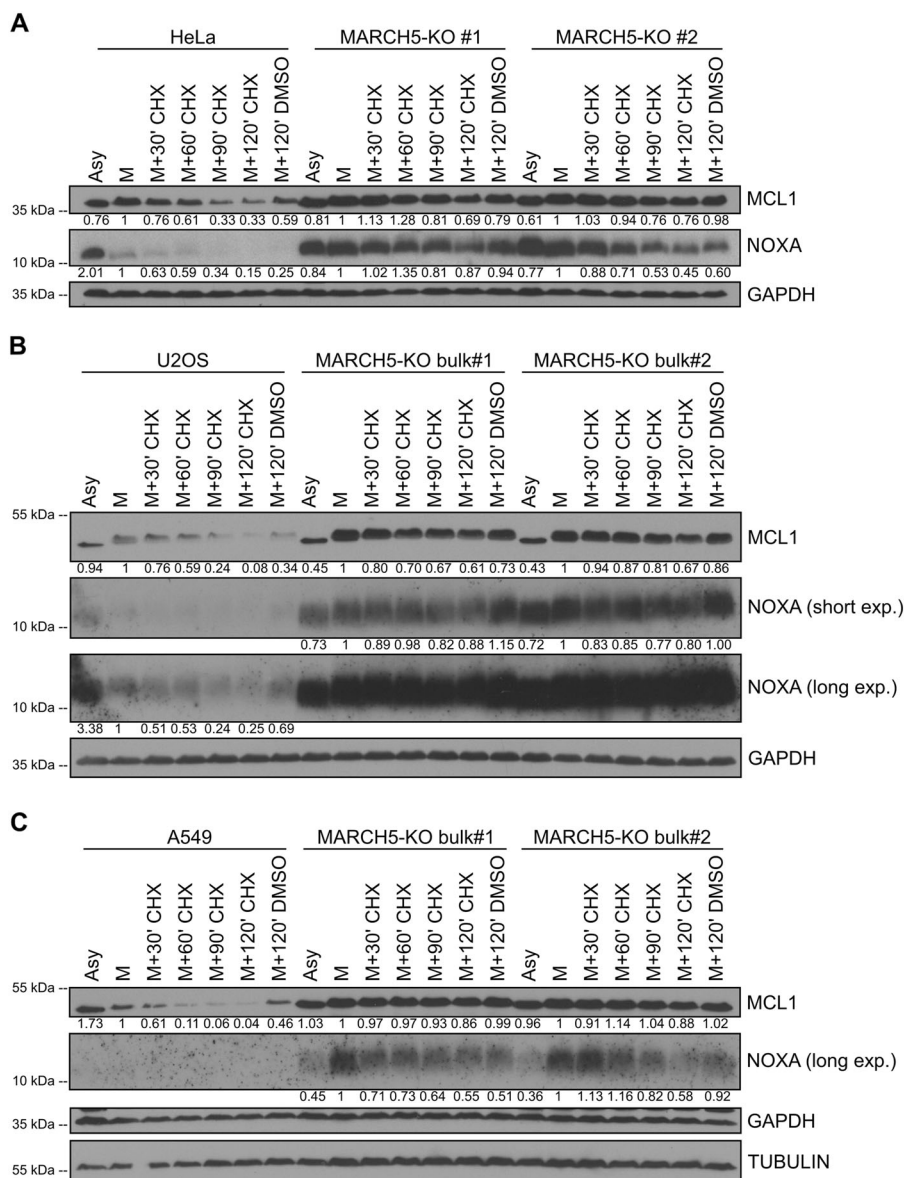 A
HeLa MARCH5-KO #1 MARCH5-KO #2
Asy M M+30' CHX M+60' CHX M+90' CHX M+120' CHX M+120' DMSO Asy M M+30' CHX M+60' CHX M+90' CHX M+120' CHX M+120' DMSO Asy M M+30' CHX M+60' CHX M+90' CHX M+120' CHX M+120' DMSO
35 kDa -- MCL1
0.76 1 0.76 0.61 0.33 0.33 0.59 0.81 1 1.13 1.28 0.81 0.69 0.79 0.61 1 1.03 0.94 0.76 0.76 0.98
10 kDa -- NOXA
2.01 1 0.63 0.59 0.34 0.15 0.25 0.84 1 1.02 1.35 0.81 0.87 0.94 0.77 1 0.88 0.71 0.53 0.45 0.60
35 kDa -- GAPDH
B
U2OS MARCH5-KO bulk#1 MARCH5-KO bulk#2
Asy M M+30' CHX M+60' CHX M+90' CHX M+120' CHX M+120' DMSO Asy M M+30' CHX M+60' CHX M+90' CHX M+120' CHX M+120' DMSO Asy M M+30' CHX M+60' CHX M+90' CHX M+120' CHX M+120' DMSO
55 kDa --
MCL1
0.94 1 0.76 0.59 0.24 0.08 0.34 0.45 1 0.80 0.70 0.67 0.61 0.73 0.43 1 0.94 0.87 0.81 0.67 0.86
NOXA (short exp.)
10 kDa --
0.73 1 0.89 0.98 0.82 0.88 1.15 0.72 1 0.83 0.85 0.77 0.80 1.00
NOXA (long exp.)
10 kDa --
3.38 1 0.51 0.53 0.24 0.25 0.69
35 kDa -- GAPDH
C
A549 MARCH5-KO bulk#1 MARCH5-KO bulk#2
Asy M M+30' CHX M+60' CHX M+90' CHX M+120' CHX M+120' DMSO Asy M M+30' CHX M+60' CHX M+90' CHX M+120' CHX M+120' DMSO Asy M M+30' CHX M+60' CHX M+90' CHX M+120' CHX M+120' DMSO
55 kDa --
MCL1
1.73 1 0.61 0.11 0.06 0.04 0.46 1.03 1 0.97 0.97 0.93 0.86 0.99 0.96 1 0.91 1.14 1.04 0.88 1.02
NOXA (long exp.)
10 kDa --
0.45 1 0.71 0.73 0.64 0.55 0.51 0.36 1 1.13 1.16 0.82 0.58 0.92
35 kDa -- GAPDH
55 kDa -- TUBULIN